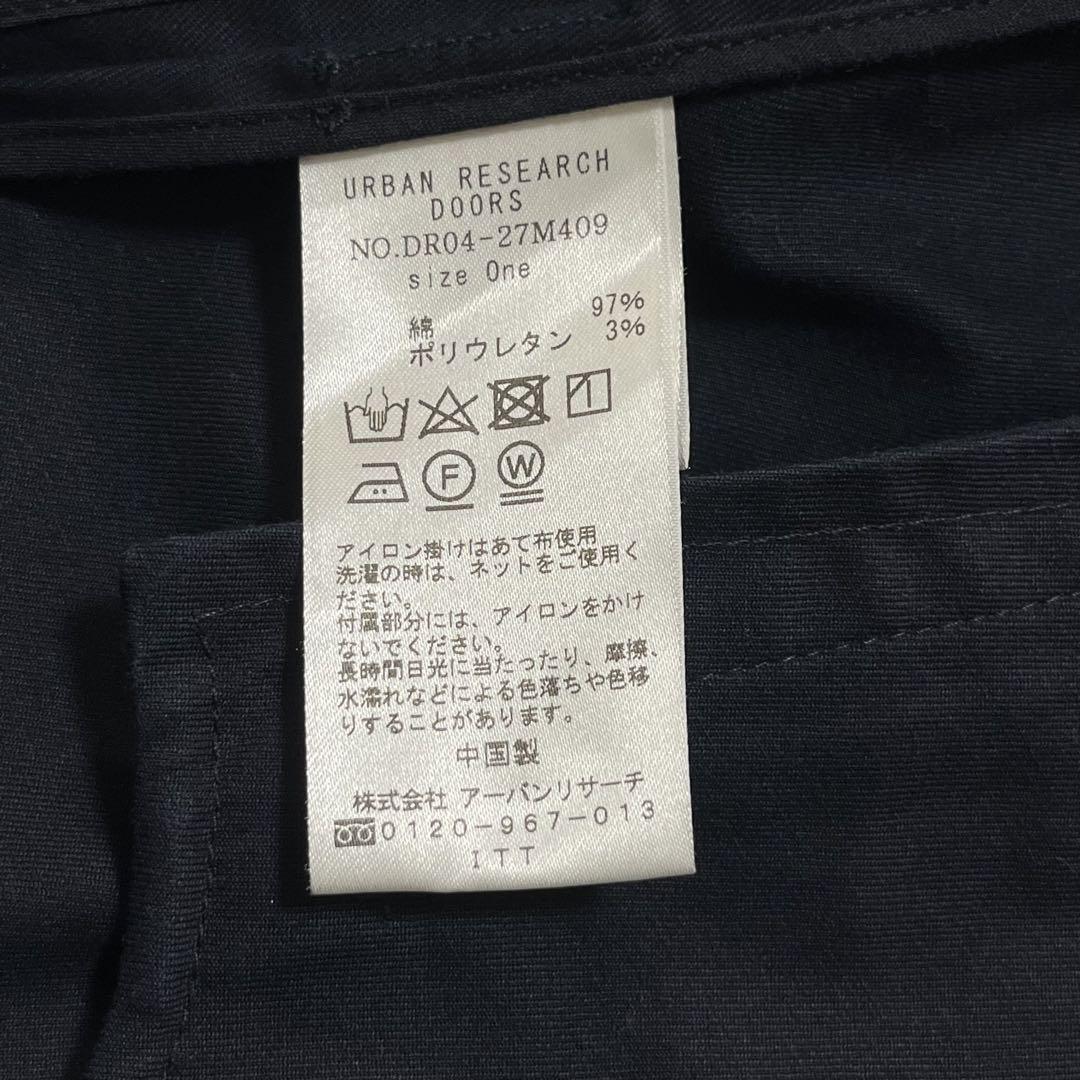 URBAN RESEARCH
DOORS
NO.DR04-27M409
size One
綿 97%
ポリウレタン 3%
F W
アイロン掛けはあて布使用
洗濯の時は、ネットをご使用く
ださい。
付属部分には、アイロンをかけ
ないでください。
長時間日光に当たったり、摩擦、
水濡れなどによる色落ちや色移
りすることがあります。
中国製
株式会社 アーバンリサーチ
0120-967-013
ITT